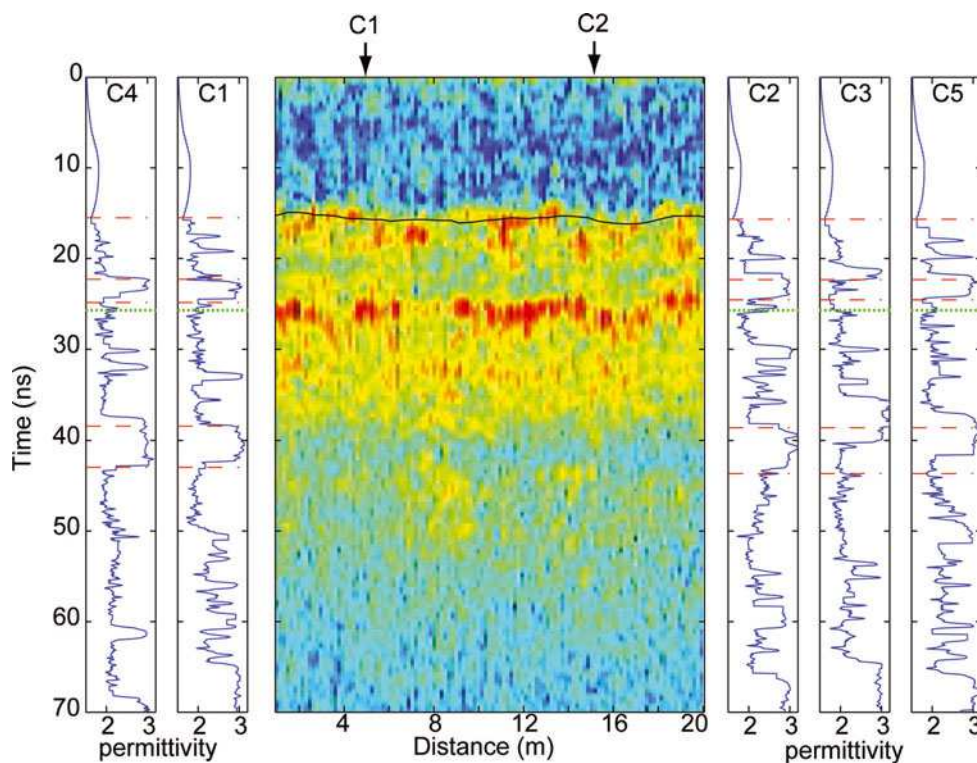 C1 C2
0 C4 C1 C2 C3 C5
10
20
30
40
50
60
70
Time (ns)
2 3 2 3 4 8 12 16 20 2 3 2 3 2 3
permittivity Distance (m) permittivity